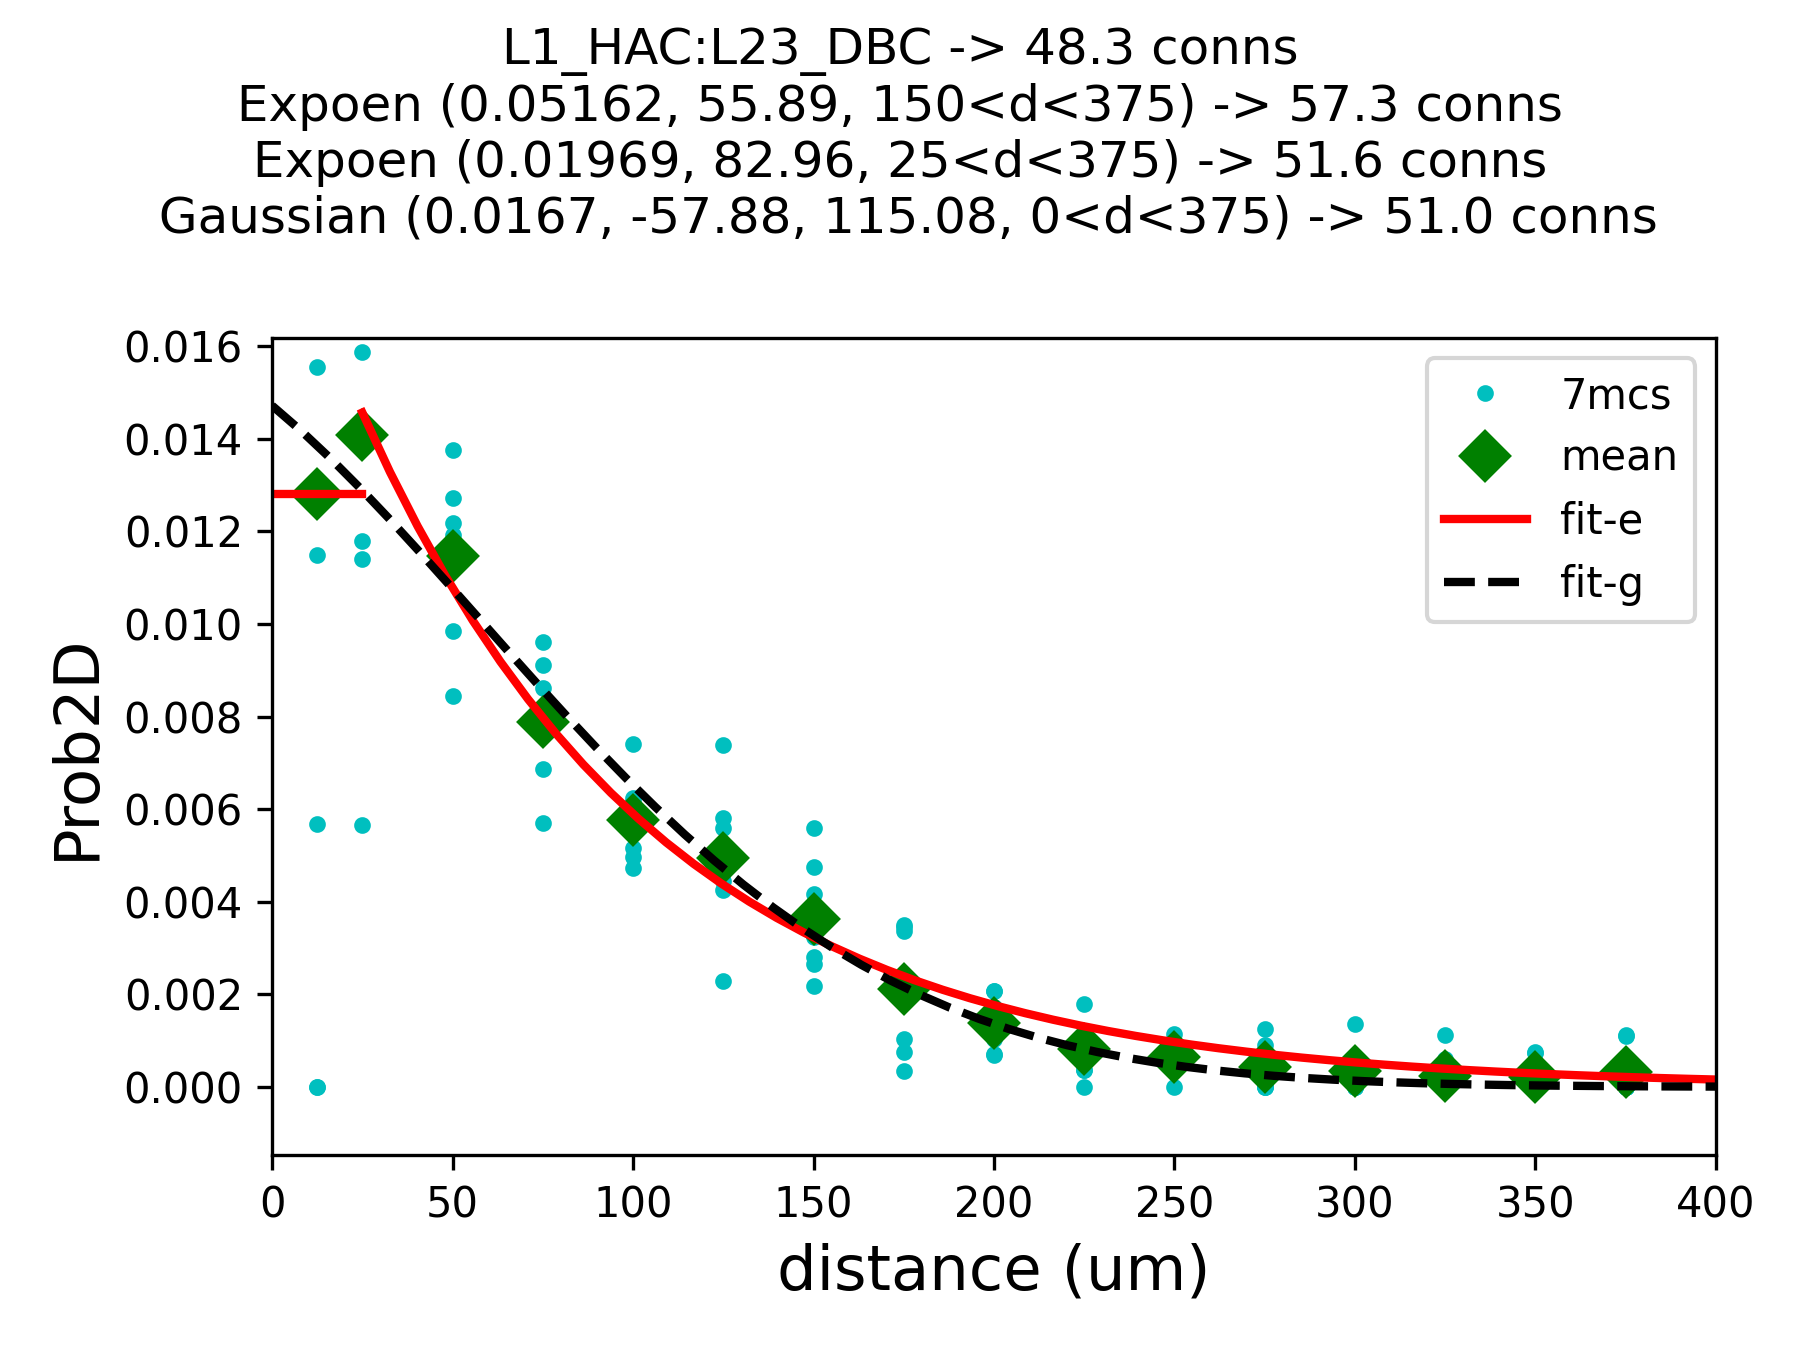 L1_HAC:L23_DBC -> 48.3 conns
Expoen (0.05162, 55.89, 150<d<375) -> 57.3 conns
Expoen (0.01969, 82.96, 25<d<375) -> 51.6 conns
Gaussian (0.0167, -57.88, 115.08, 0<d<375) -> 51.0 conns
0.016
0.014
0.012
0.010
0.008
0.006
0.004
0.002
0.000
Prob2D
7mcs
mean
fit-e
fit-g
0 50 100 150 200 250 300 350 400
distance (um)